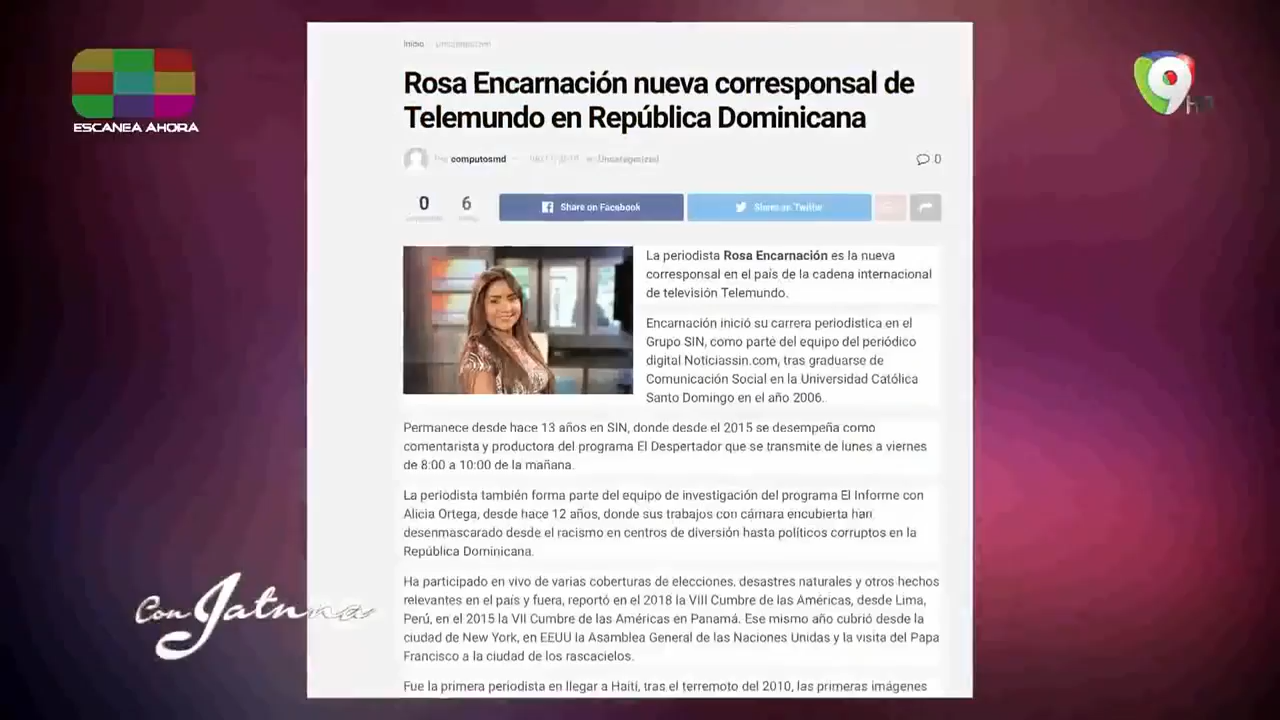 ESCANEA AHORA
9
Inicio
Rosa Encarnación nueva corresponsal de
Telemundo en República Dominicana
computosmd
Uncategorized
0
0
6
Share on Facebook
Share on Twitter
La periodista Rosa Encarnación es la nueva
corresponsal en el país de la cadena internacional
de televisión Telemundo.
Encarnación inició su carrera periodistica en el
Grupo SIN, como parte del equipo del periódico
digital Noticiassin.com, tras graduarse de
Comunicación Social en la Universidad Católica
Santo Domingo en el año 2006.
Permanece desde hace 13 años en SIN, donde desde el 2015 se desempeña como
comentarista y productora del programa El Despertador que se transmite de lunes a viernes
de 8:00 a 10:00 de la mañana.
La periodista también forma parte del equipo de investigación del programa El Informe con
Alicia Ortega, desde hace 12 años, donde sus trabajos con cámara encubierta han
desenmascarado desde el racismo en centros de diversión hasta políticos corruptos en la
República Dominicana.
Ha participado en vivo de varias coberturas de elecciones, desastres naturales y otros hechos
relevantes en el país y fuera, reportó en el 2018 la VIII Cumbre de las Américas, desde Lima,
Perú, en el 2015 la VII Cumbre de las Américas en Panamá. Ese mismo año cubrió desde la
ciudad de New York, en EEUU la Asamblea General de las Naciones Unidas y la visita del Papa
Francisco a la ciudad de los rascacielos.
Fue la primera periodista en llegar a Haití, tras el terremoto del 2010, las primeras imágenes
Con Jatnna